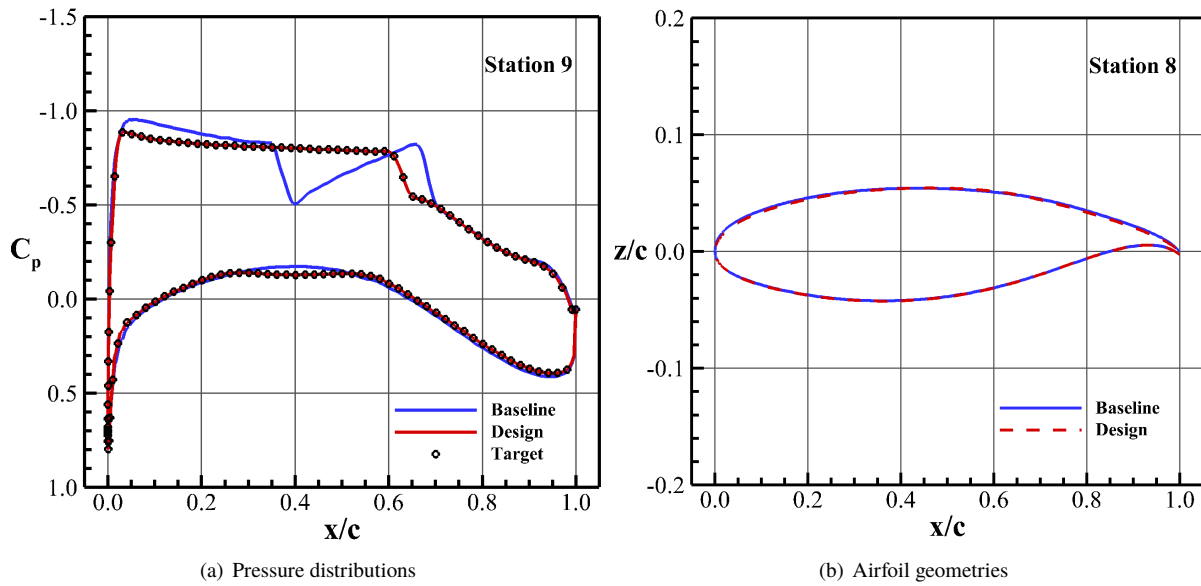 -1.5
-1.0
-0.5
0.0
0.5
1.0
Cp
Station 9
Baseline
Design
Target
0.0 0.2 0.4 0.6 0.8 1.0
x/c
(a) Pressure distributions
0.2
0.1
0.0
-0.1
-0.2
z/c
Station 8
Baseline
Design
0.0 0.2 0.4 0.6 0.8 1.0
x/c
(b) Airfoil geometries